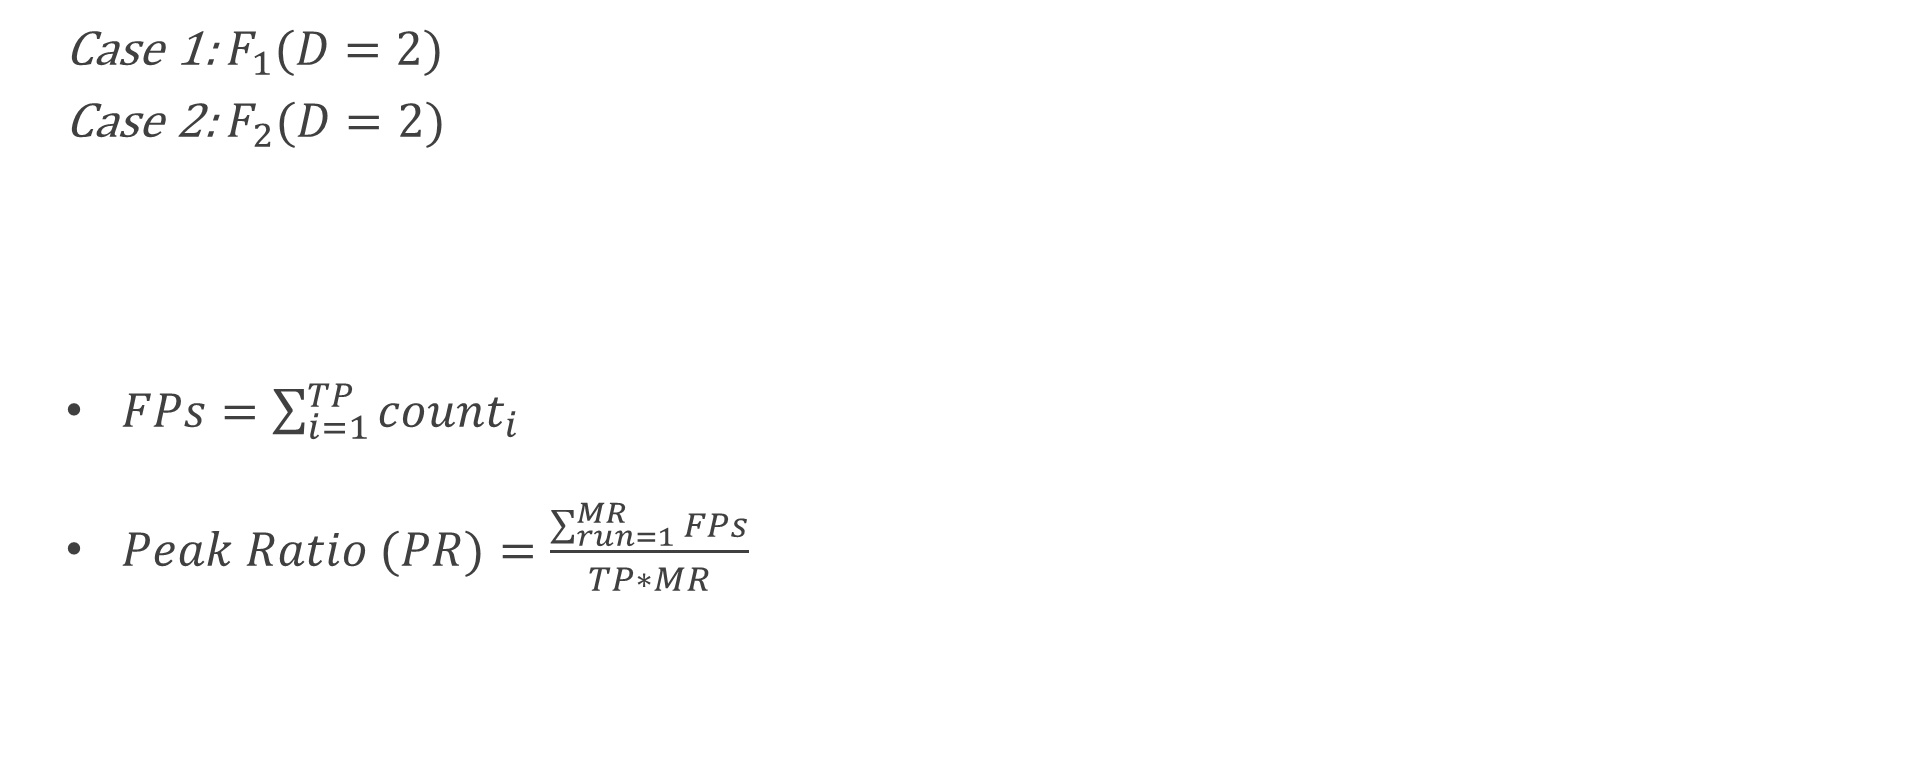 Case 1: F₁(D = 2)
Case 2: F₂(D = 2)
• FPs = ∑_{i=1}^{TP} count_i
• Peak Ratio (PR) = \frac{∑_{run=1}^{MR} FPs}{TP*MR}